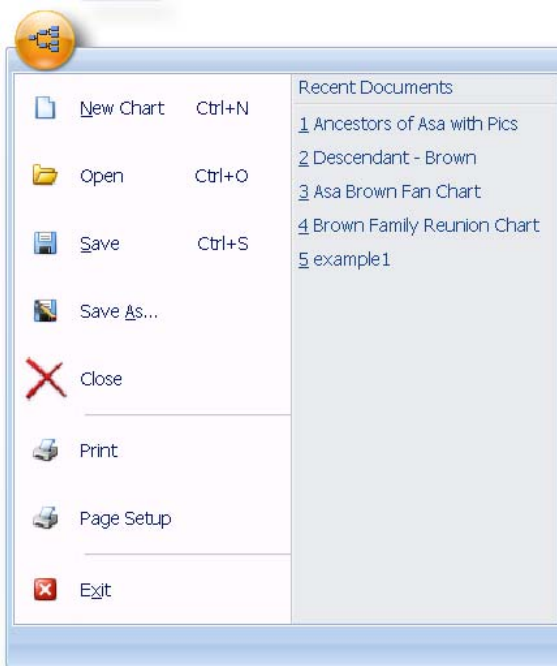 New Chart Ctrl+N
Open Ctrl+O
Save Ctrl+S
Save As...
Close
Print
Page Setup
Exit
Recent Documents
1 Ancestors of Asa with Pics
2 Descendant - Brown
3 Asa Brown Fan Chart
4 Brown Family Reunion Chart
5 example1